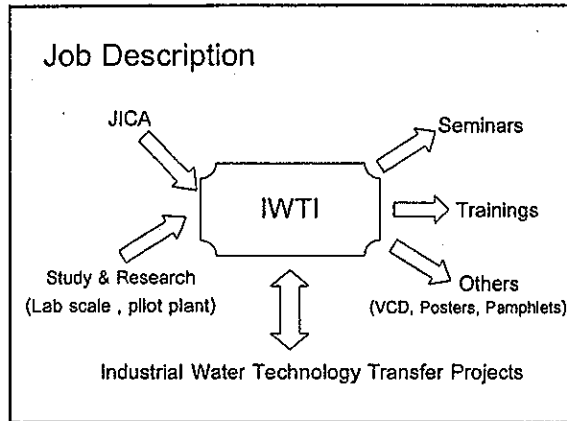 Job Description
JICA
Seminars
IWTI
Trainings
Study & Research
(Lab scale , pilot plant)
Others
(VCD, Posters, Pamphlets)
Industrial Water Technology Transfer Projects